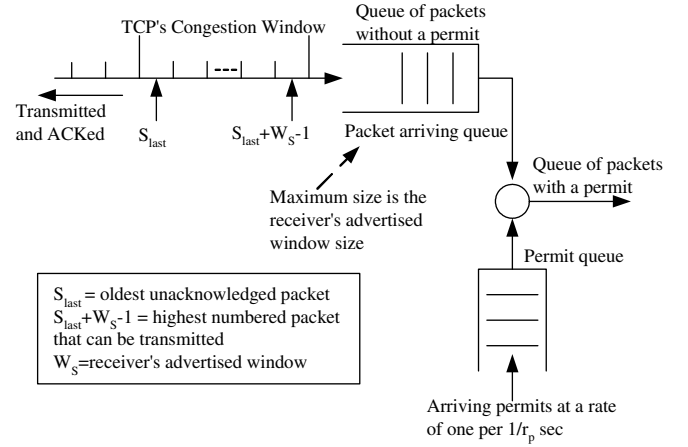 TCP's Congestion Window
Queue of packets
without a permit
Transmitted
and ACKed
S_last
S_last+W_S-1
Packet arriving queue
Maximum size is the
receiver's advertised
window size
Queue of packets
with a permit
Permit queue
S_last = oldest unacknowledged packet
S_last+W_S-1 = highest numbered packet
that can be transmitted
W_S=receiver's advertised window
Arriving permits at a rate
of one per 1/r_p sec